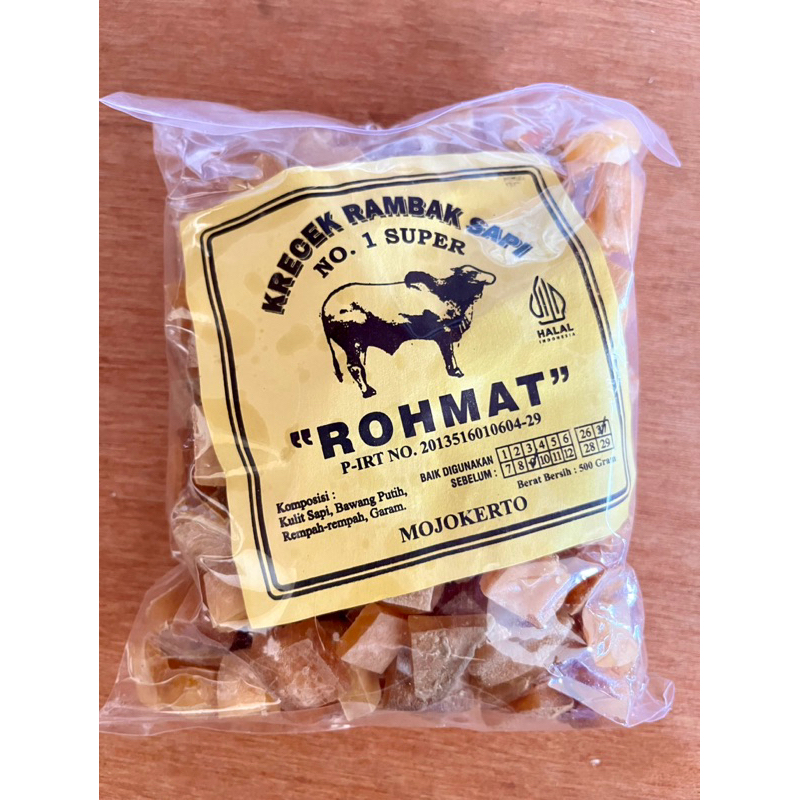 KRECEK RAMBAK SAPI
NO. 1 SUPER
HALAL
INDONESIA
"ROHMAT"
P-IRT NO. 2013516010604-29
BAIK DIGUNAKAN
SEBELUM :
1 2 3 4 5 6 26
7 8 10 11 12 28 29
Berat Bersih : 500 Gram
Komposisi :
Kulit Sapi, Bawang Putih,
Rempah-rempah, Garam.
MOJOKERTO